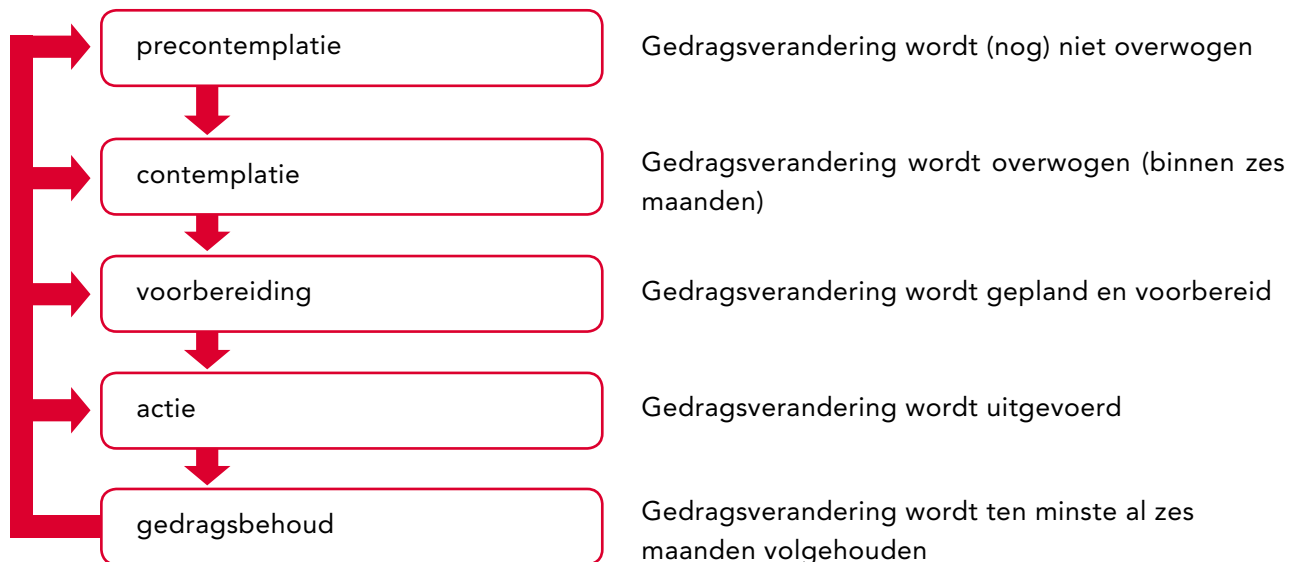 precontemplatie
Gedragsverandering wordt (nog) niet overwogen
contemplatie
Gedragsverandering wordt overwogen (binnen zes
maanden)
voorbereiding
Gedragsverandering wordt gepland en voorbereid
actie
Gedragsverandering wordt uitgevoerd
gedragsbehoud
Gedragsverandering wordt ten minste al zes
maanden volgehouden